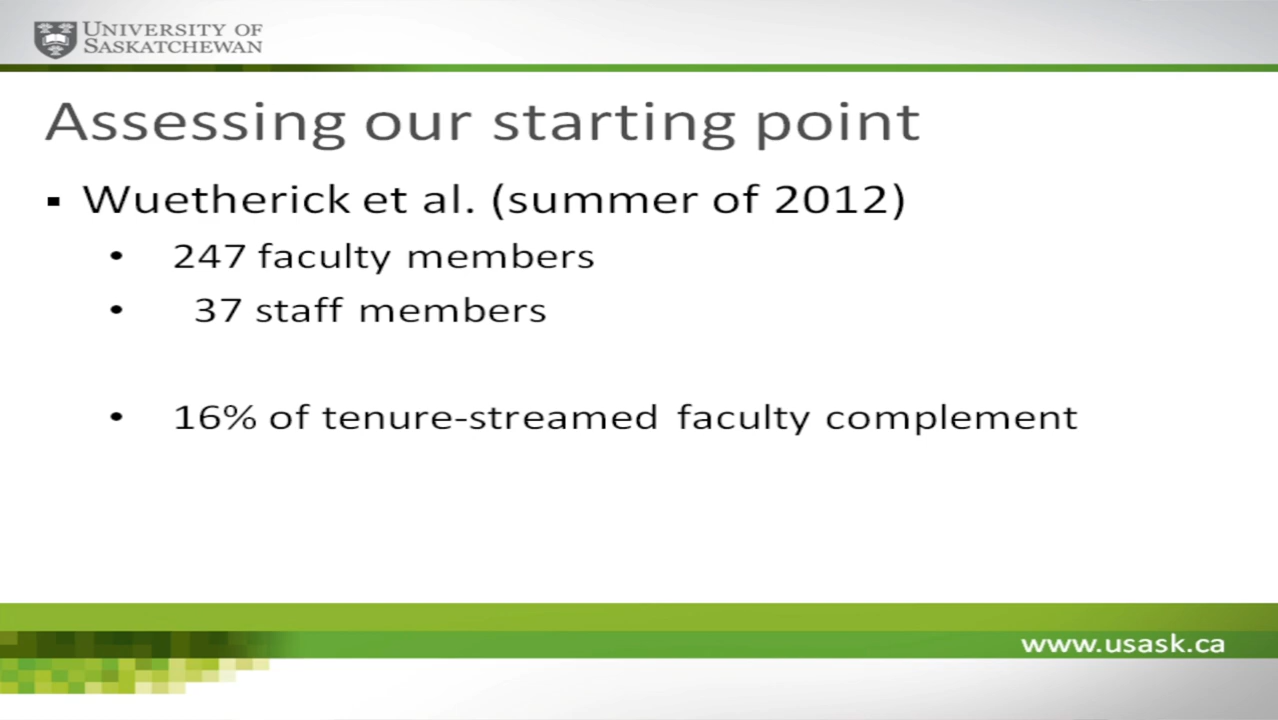 UNIVERSITY OF
SASKATCHEWAN
Assessing our starting point
▪ Wuetherick et al. (summer of 2012)
• 247 faculty members
• 37 staff members
• 16% of tenure-streamed faculty complement
www.usask.ca